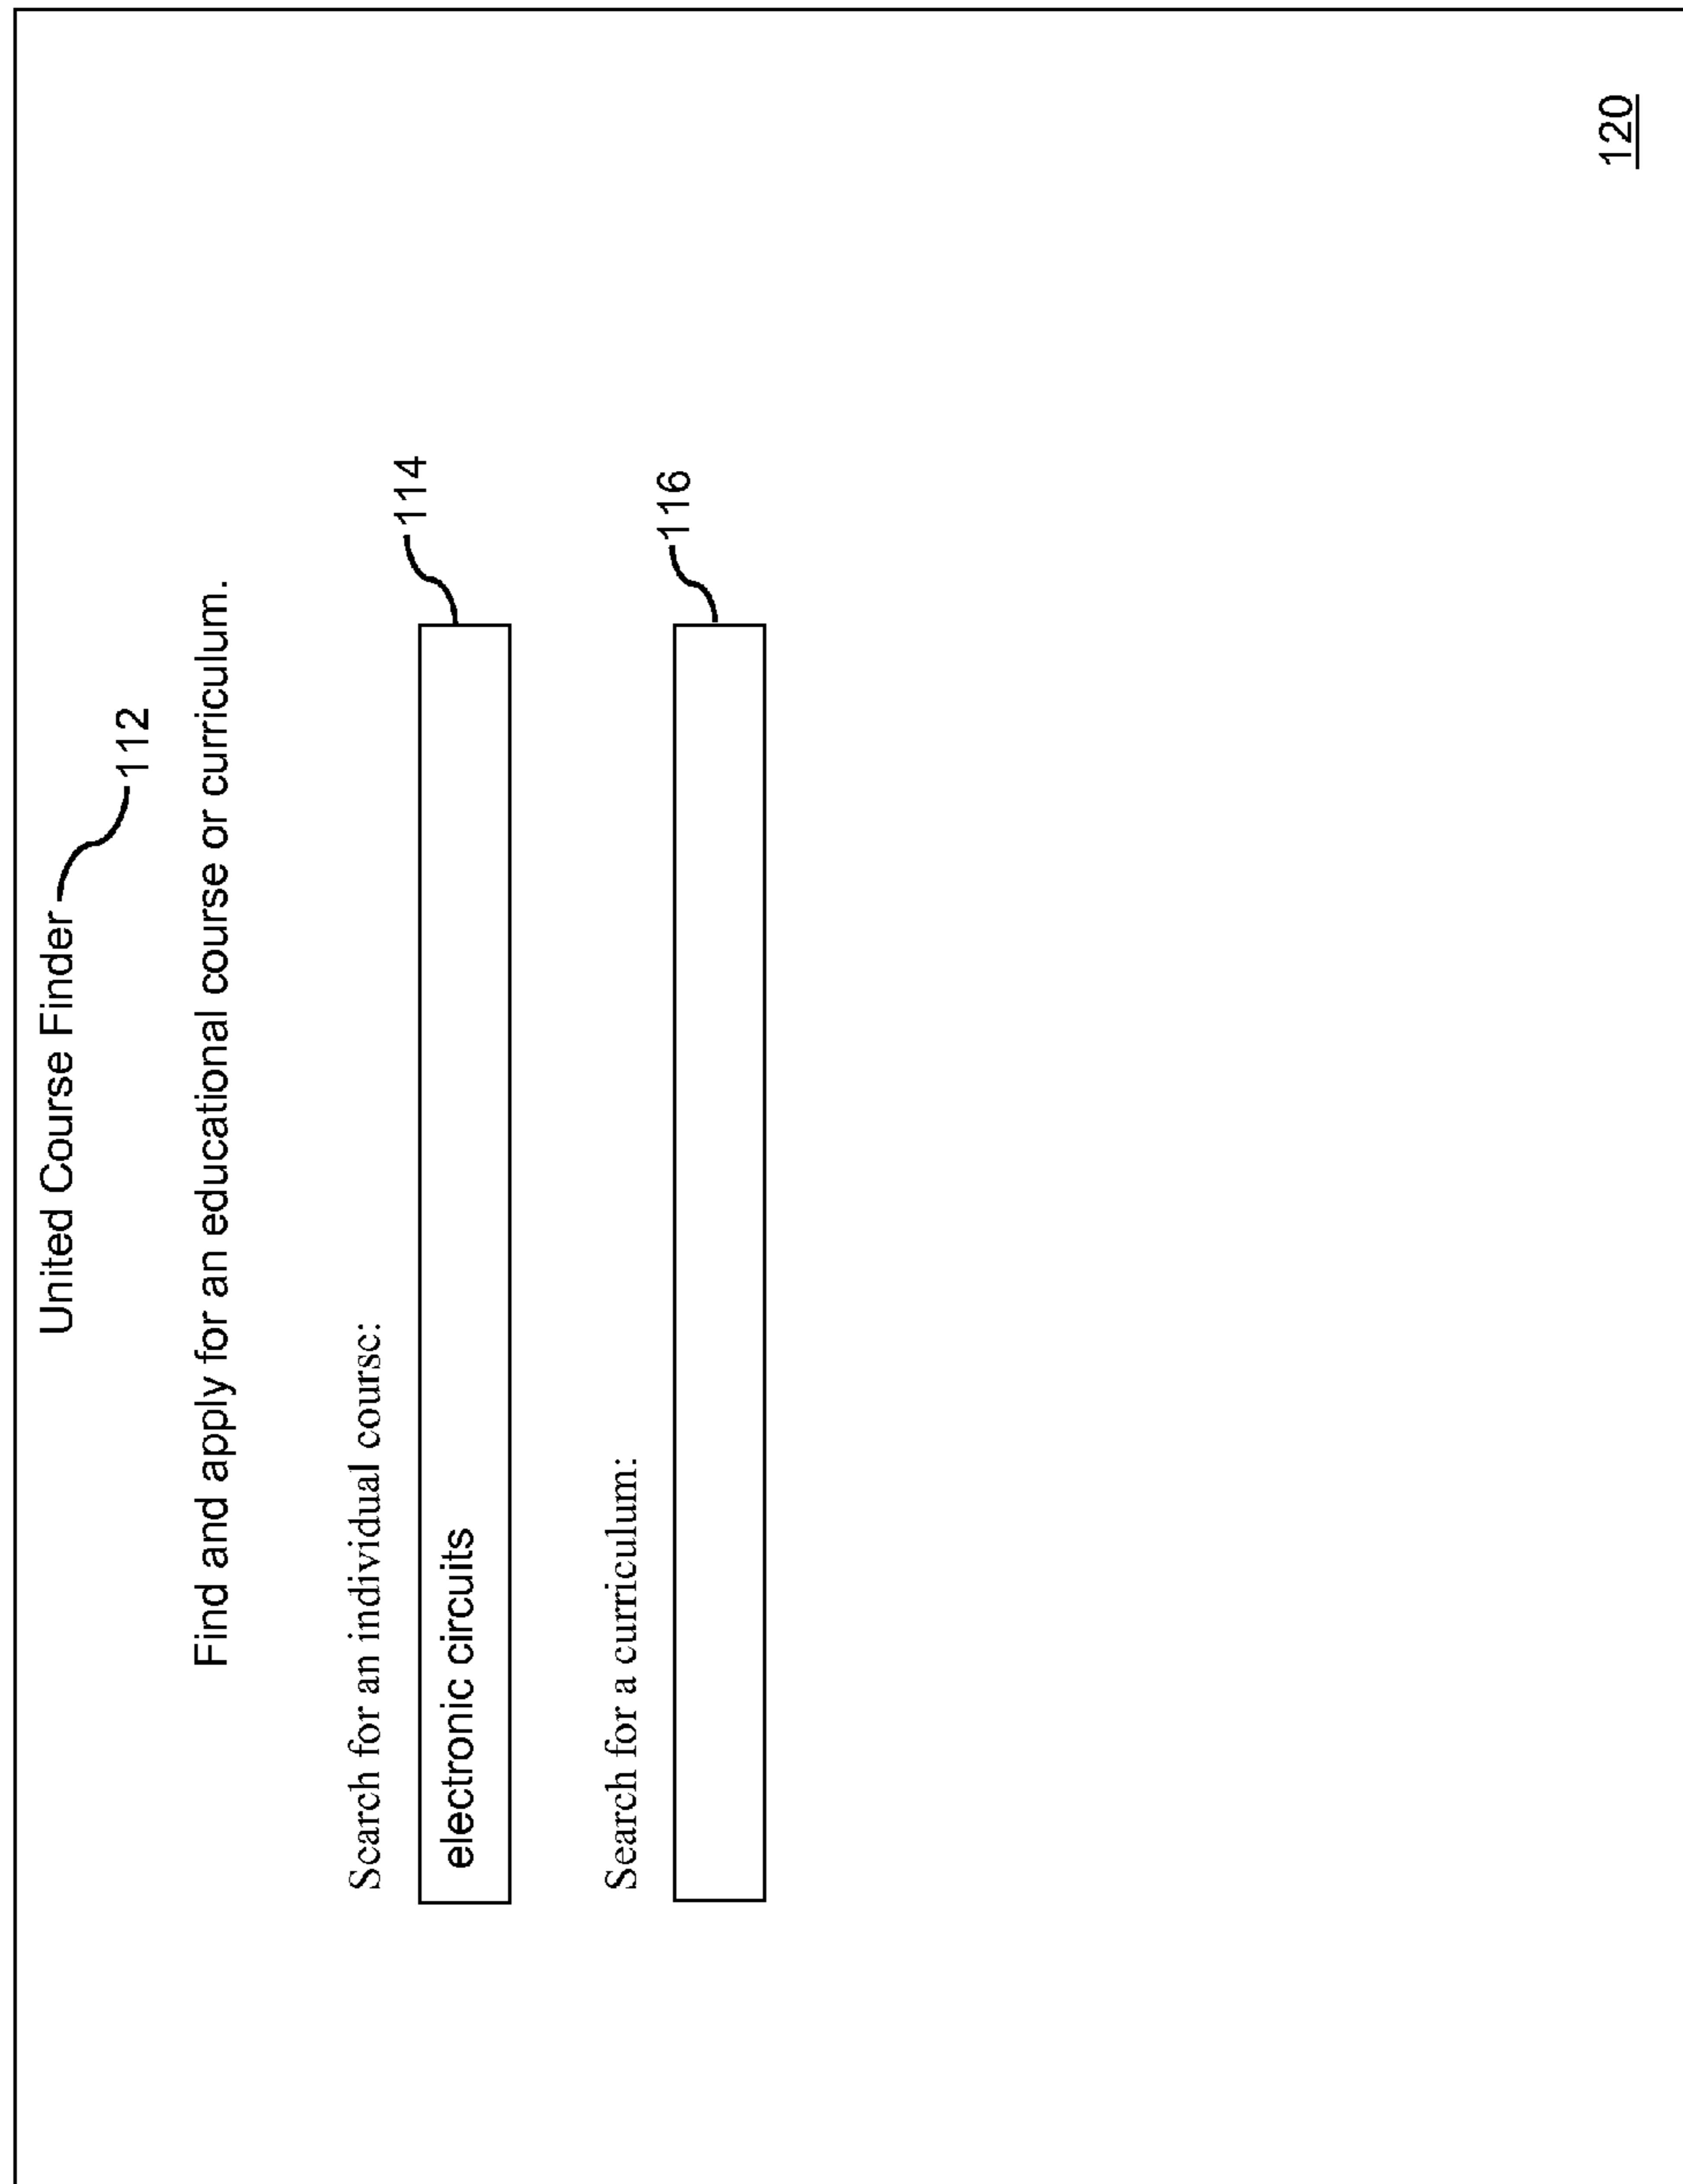 United Course Finder
112
Find and apply for an educational course or curriculum.
Search for an individual course:
114
electronic circuits
Search for a curriculum:
116
120